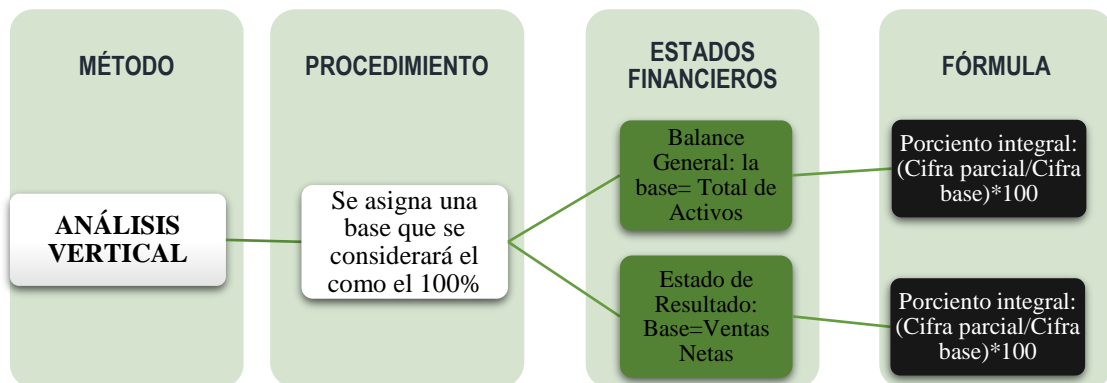 MÉTODO
PROCEDIMIENTO
ESTADOS
FINANCIEROS
FÓRMULA
ANÁLISIS
VERTICAL
Se asigna una
base que se
considerará el
como el 100%
Balance
General: la
base= Total de
Activos
Porciento integral:
(Cifra parcial/Cifra
base)*100
Estado de
Resultado:
Base=Ventas
Netas
Porciento integral:
(Cifra parcial/Cifra
base)*100